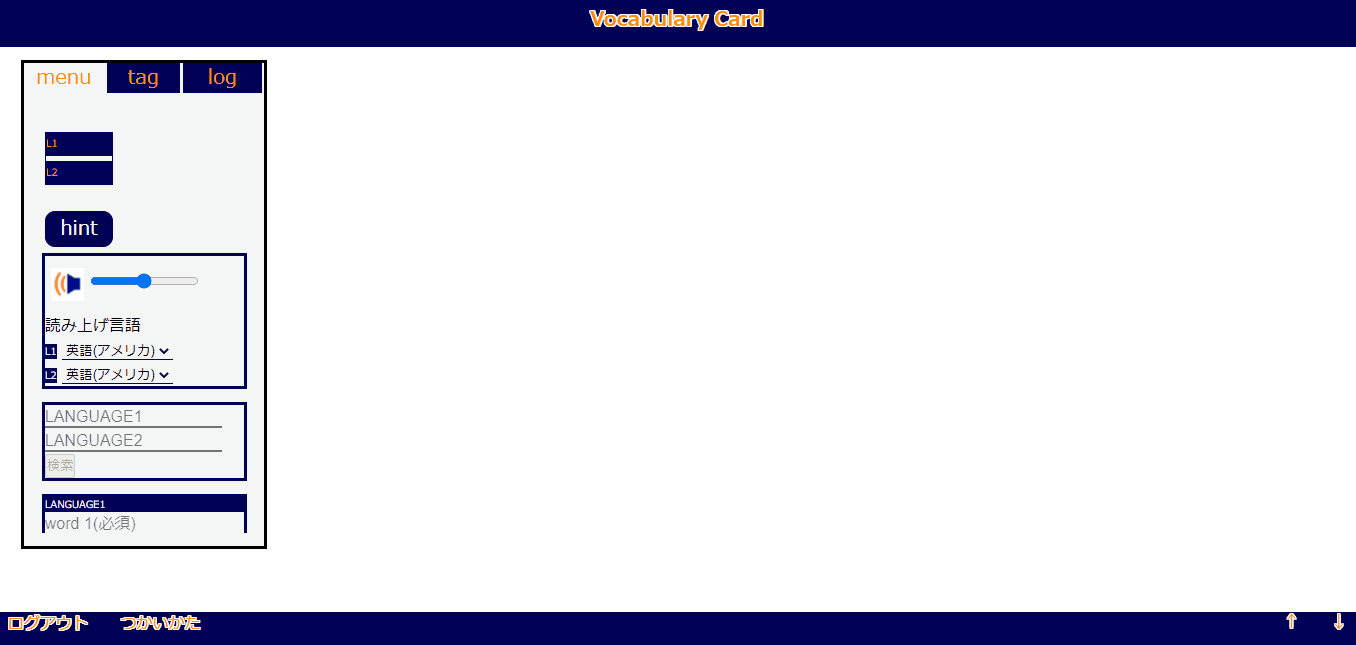 Vocabulary Card
menu tag log
L1
L2
hint
読み上げ言語
L1 英語(アメリカ)
L2 英語(アメリカ)
LANGUAGE1
LANGUAGE2
検索
LANGUAGE1
word 1(必須)
ログアウト つかいかた ↑ ↓